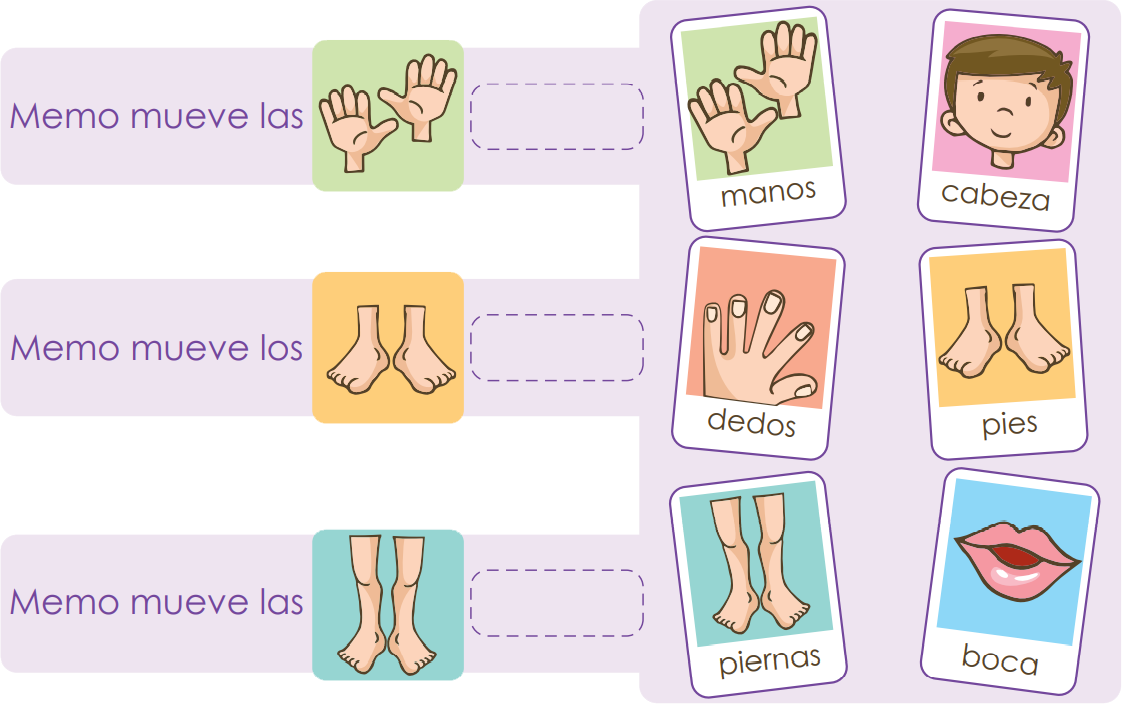 Memo mueve las
manos
cabeza
Memo mueve los
dedos
pies
Memo mueve las
piernas
boca